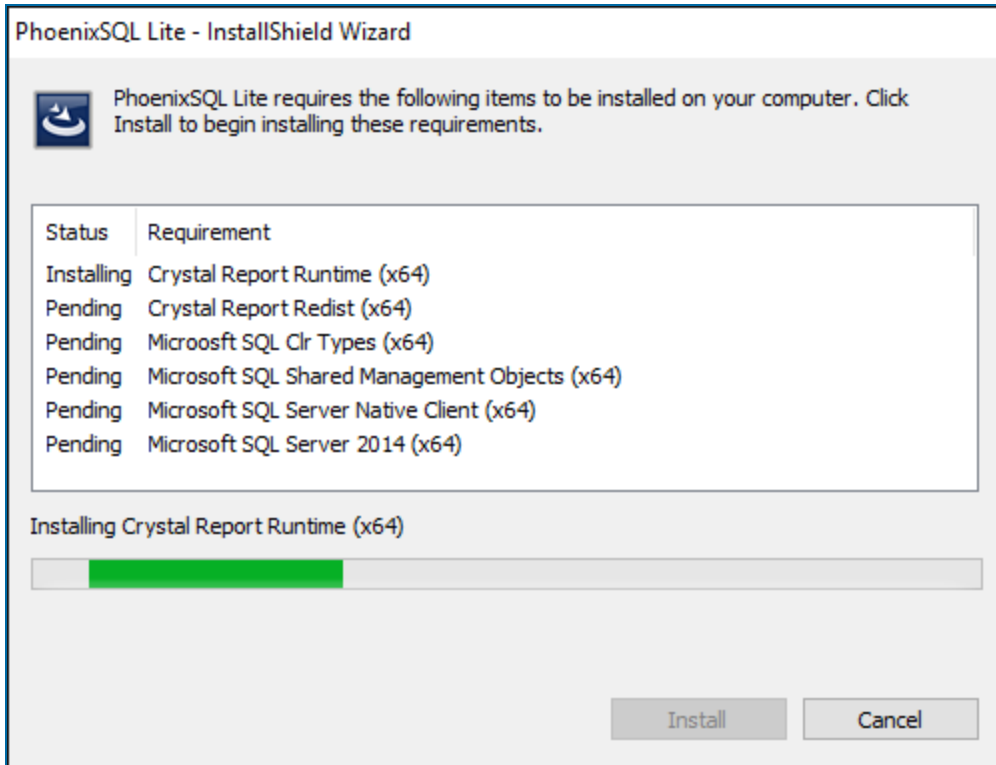 PhoenixSQL Lite - InstallShield Wizard
PhoenixSQL Lite requires the following items to be installed on your computer. Click
Install to begin installing these requirements.
Status Requirement
Installing Crystal Report Runtime (x64)
Pending Crystal Report Redist (x64)
Pending Microosft SQL Clr Types (x64)
Pending Microsoft SQL Shared Management Objects (x64)
Pending Microsoft SQL Server Native Client (x64)
Pending Microsoft SQL Server 2014 (x64)
Installing Crystal Report Runtime (x64)
Install Cancel